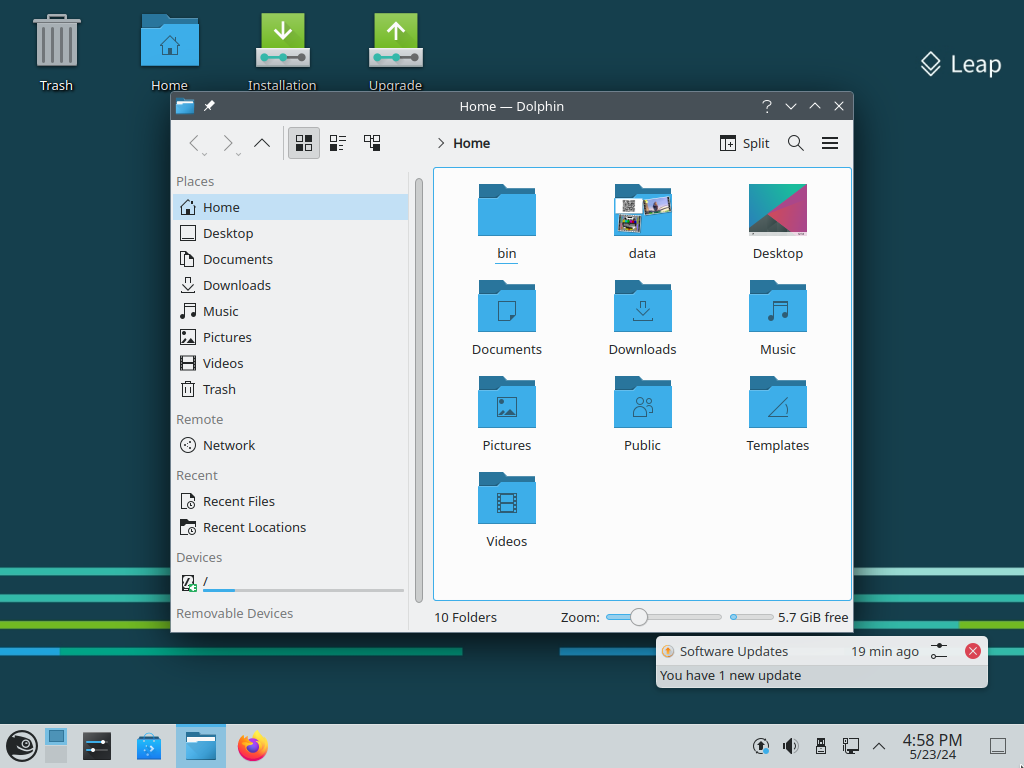 Trash
Home
Installation
Upgrade
Leap
Home — Dolphin
Home
Split
Places
Home
Desktop
Documents
Downloads
Music
Pictures
Videos
Trash
Remote
Network
Recent
Recent Files
Recent Locations
Devices
/
Removable Devices
bin
data
Desktop
Documents
Downloads
Music
Pictures
Public
Templates
Videos
10 Folders
Zoom:
5.7 GiB free
Software Updates
19 min ago
You have 1 new update
4:58 PM
5/23/24